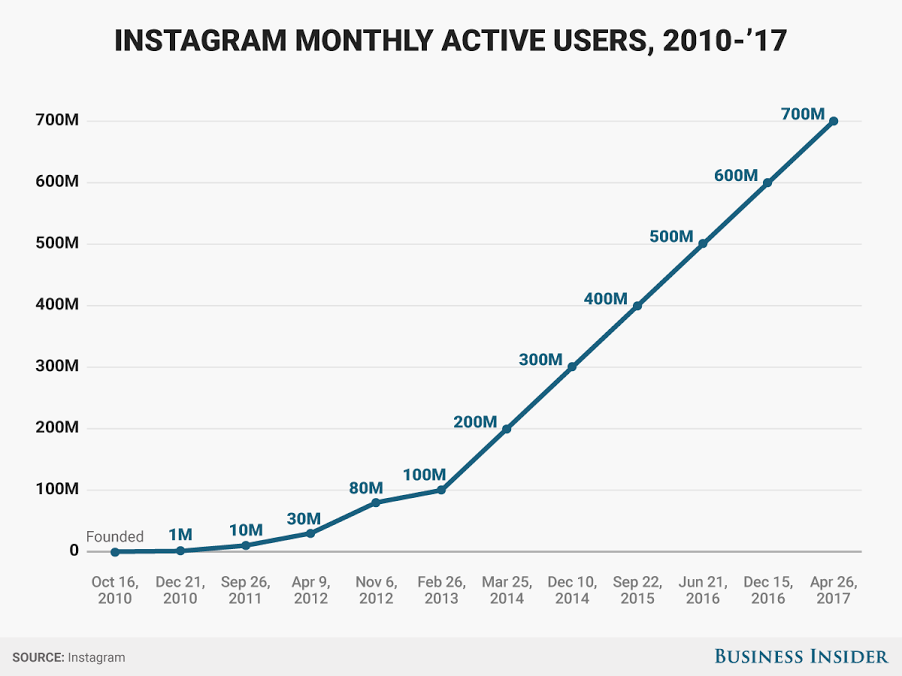 INSTAGRAM MONTHLY ACTIVE USERS, 2010-’17
700M
600M
500M
400M
300M
200M
100M
0
Founded
1M
10M
30M
80M
100M
200M
300M
400M
500M
600M
700M
Oct 16,
2010
Dec 21,
2010
Sep 26,
2011
Apr 9,
2012
Nov 6,
2012
Feb 26,
2013
Mar 25,
2014
Dec 10,
2014
Sep 22,
2015
Jun 21,
2016
Dec 15,
2016
Apr 26,
2017
SOURCE: Instagram
BUSINESS INSIDER